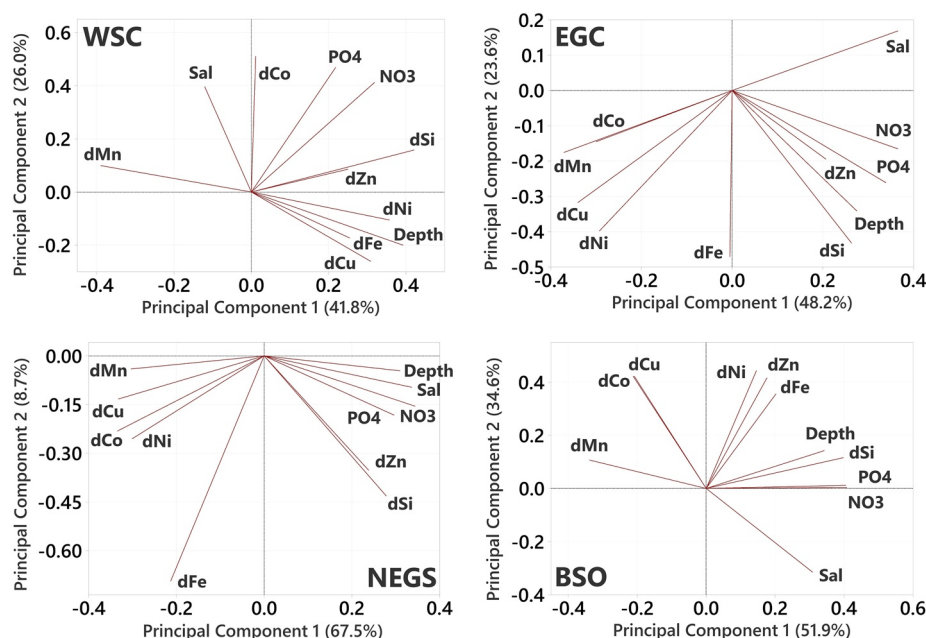 WSC
0.6
0.4
0.2
0.0
-0.2
-0.4
-0.2
0.0
0.2
0.4
Principal Component 2 (26.0%)
Principal Component 1 (41.8%)
Sal
dCo
PO4
NO3
dSi
dMn
dZn
dNi
Depth
dFe
dCu
EGC
0.2
0.1
0.0
-0.1
-0.2
-0.3
-0.4
-0.5
-0.4
-0.2
0.0
0.2
0.4
Principal Component 2 (23.6%)
Principal Component 1 (48.2%)
Sal
dCo
NO3
dMn
PO4
dZn
dCu
Depth
dNi
dFe
dSi
0.00
-0.15
-0.30
-0.45
-0.60
-0.4
-0.2
0.0
0.2
0.4
Principal Component 2 (8.7%)
Principal Component 1 (67.5%)
dMn
Depth
Sal
dCu
PO4
NO3
dCo
dNi
dZn
dSi
dFe
NEGS
0.4
0.2
0.0
0.2
-0.4
-0.4
-0.2
0.0
0.2
0.4
0.6
Principal Component 2 (34.6%)
Principal Component 1 (51.9%)
dCu
dCo
dNi
dZn
dFe
Depth
dMn
dSi
PO4
NO3
Sal
BSO